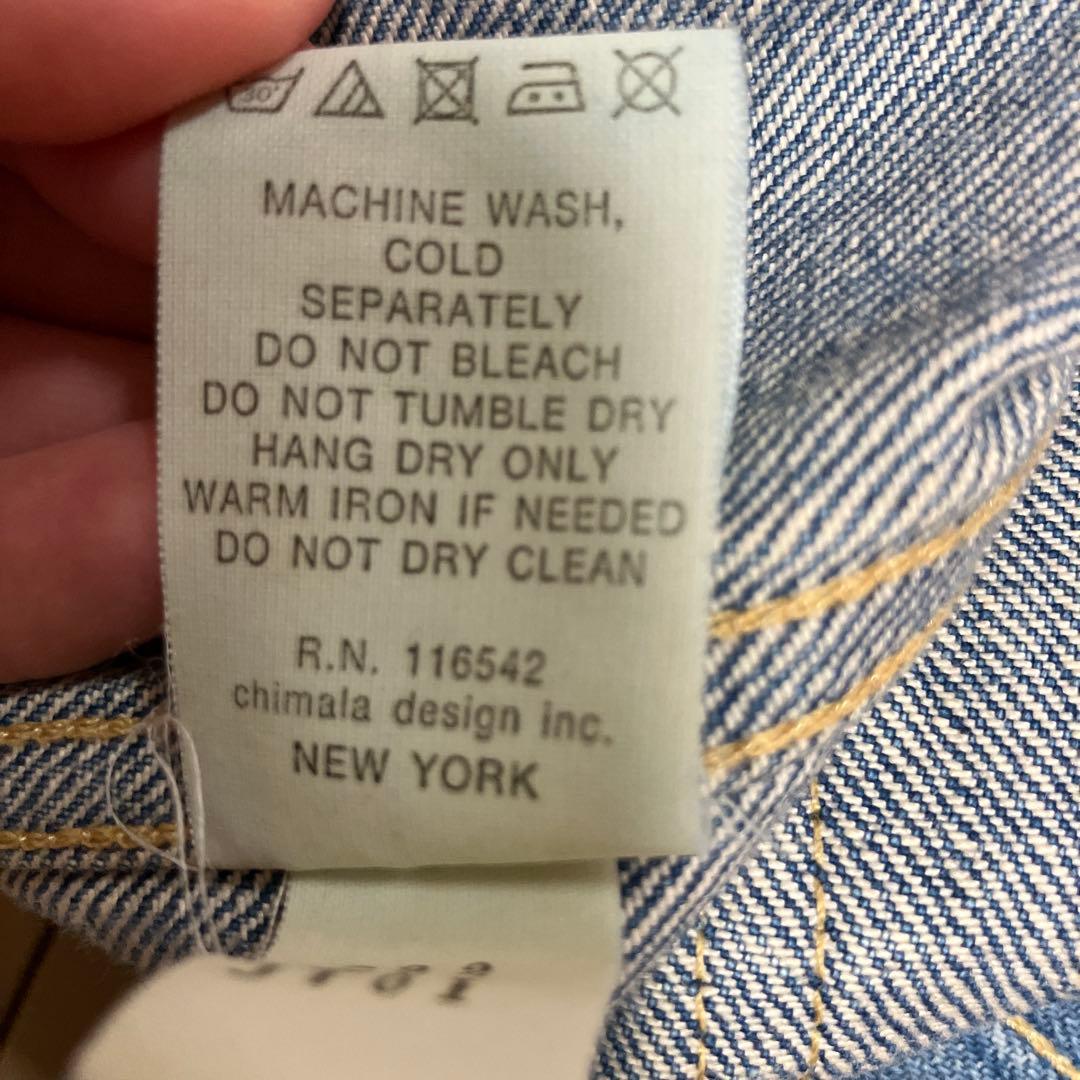 30°
MACHINE WASH,
COLD
SEPARATELY
DO NOT BLEACH
DO NOT TUMBLE DRY
HANG DRY ONLY
WARM IRON IF NEEDED
DO NOT DRY CLEAN
R.N. 116542
chimala design inc.
NEW YORK